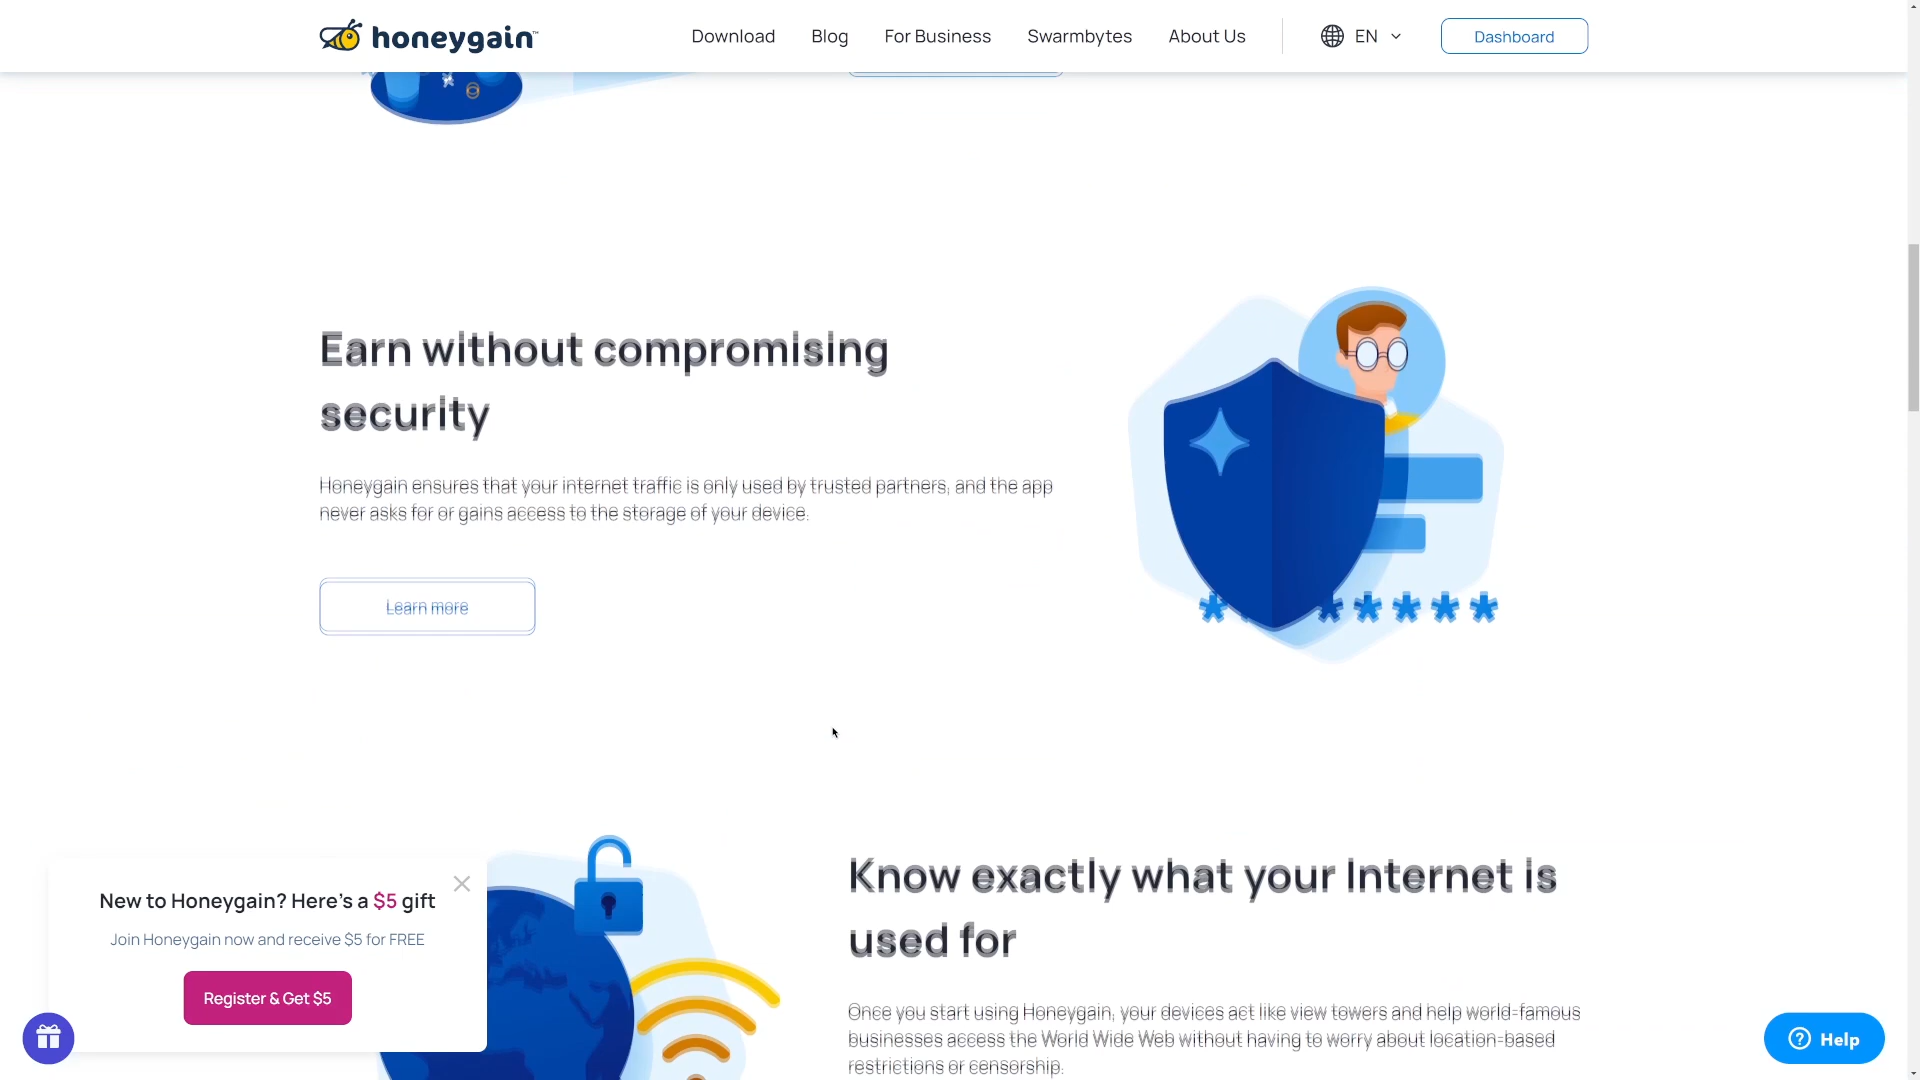 honeygain™
Download
Blog
For Business
Swarmbytes
About Us
EN
Dashboard
Earn without compromising
security
Honeygain ensures that your internet traffic is only used by trusted partners, and the app
never asks for or gains access to the storage of your device.
Learn more
Know exactly what your Internet is
used for
Once you start using Honeygain, your devices act like view towers and help world-famous
businesses access the World Wide Web without having to worry about location-based
restrictions or censorship.
New to Honeygain? Here's a $5 gift
Join Honeygain now and receive $5 for FREE
Register & Get $5
Help